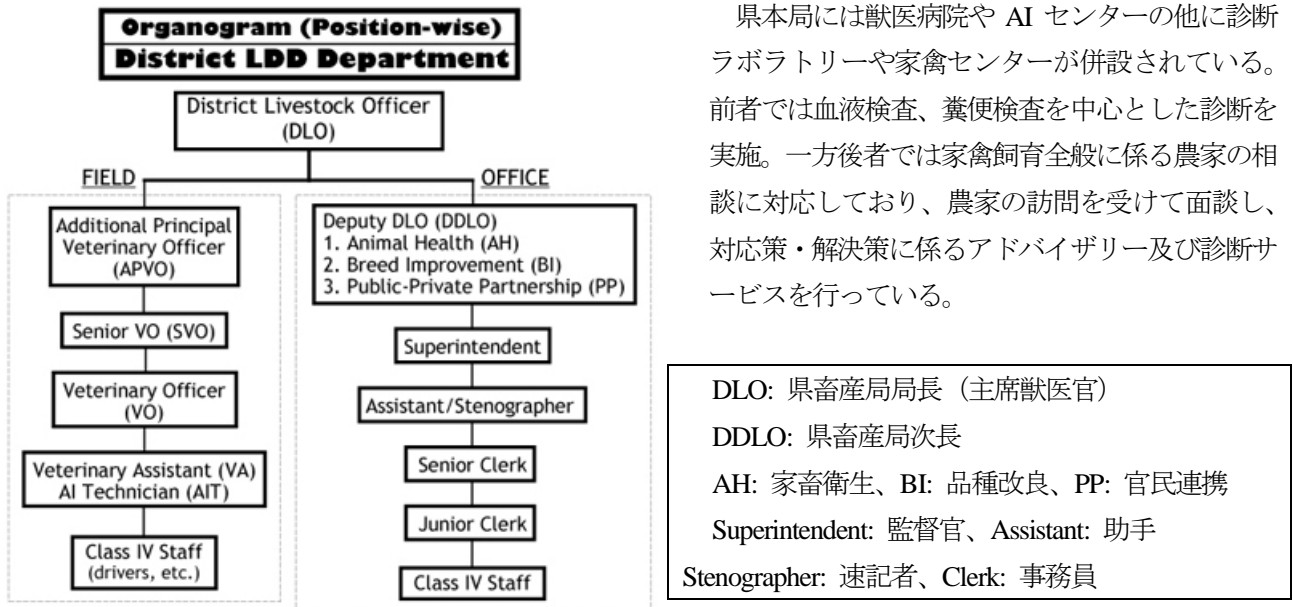 Organogram (Position-wise)
District LDD Department
District Livestock Officer
(DLO)
FIELD
OFFICE
Additional Principal
Veterinary Officer
(APVO)
Senior VO (SVO)
Veterinary Officer
(VO)
Veterinary Assistant (VA)
AI Technician (AIT)
Class IV Staff
(drivers, etc.)
Deputy DLO (DDLO)
1. Animal Health (AH)
2. Breed Improvement (BI)
3. Public-Private Partnership (PP)
Superintendent
Assistant/Stenographer
Senior Clerk
Junior Clerk
Class IV Staff
県本局には獣医病院や AI センターの他に診断
ラボラトリーや家禽センターが併設されている。
前者では血液検査、糞便検査を中心とした診断を
実施。一方後者では家禽飼育全般に係る農家の相
談に対応しており、農家の訪問を受けて面談し、
対応策・解決策に係るアドバイザリー及び診断サ
ービスを行っている。
DLO: 県畜産局局長（主席獣医官）
DDLO: 県畜産局次長
AH: 家畜衛生、BI: 品種改良、PP: 官民連携
Superintendent: 監督官、Assistant: 助手
Stenographer: 速記者、Clerk: 事務員